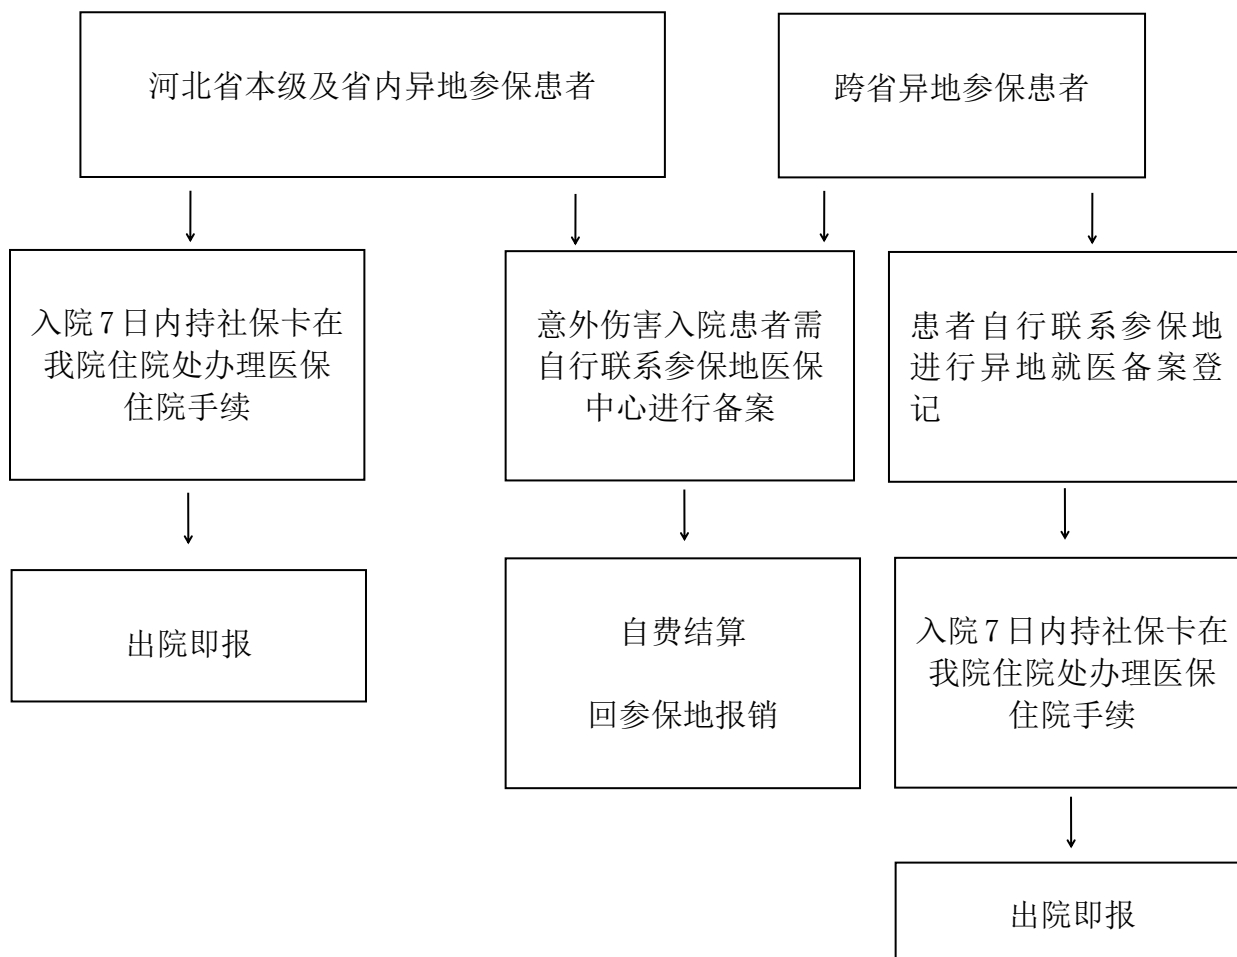 河北省本级及省内异地参保患者
跨省异地参保患者
入院7日内持社保卡在
我院住院处办理医保
住院手续
意外伤害入院患者需
自行联系参保地医保
中心进行备案
患者自行联系参保地
进行异地就医备案登
记
出院即报
自费结算
回参保地报销
入院7日内持社保卡在
我院住院处办理医保
住院手续
出院即报